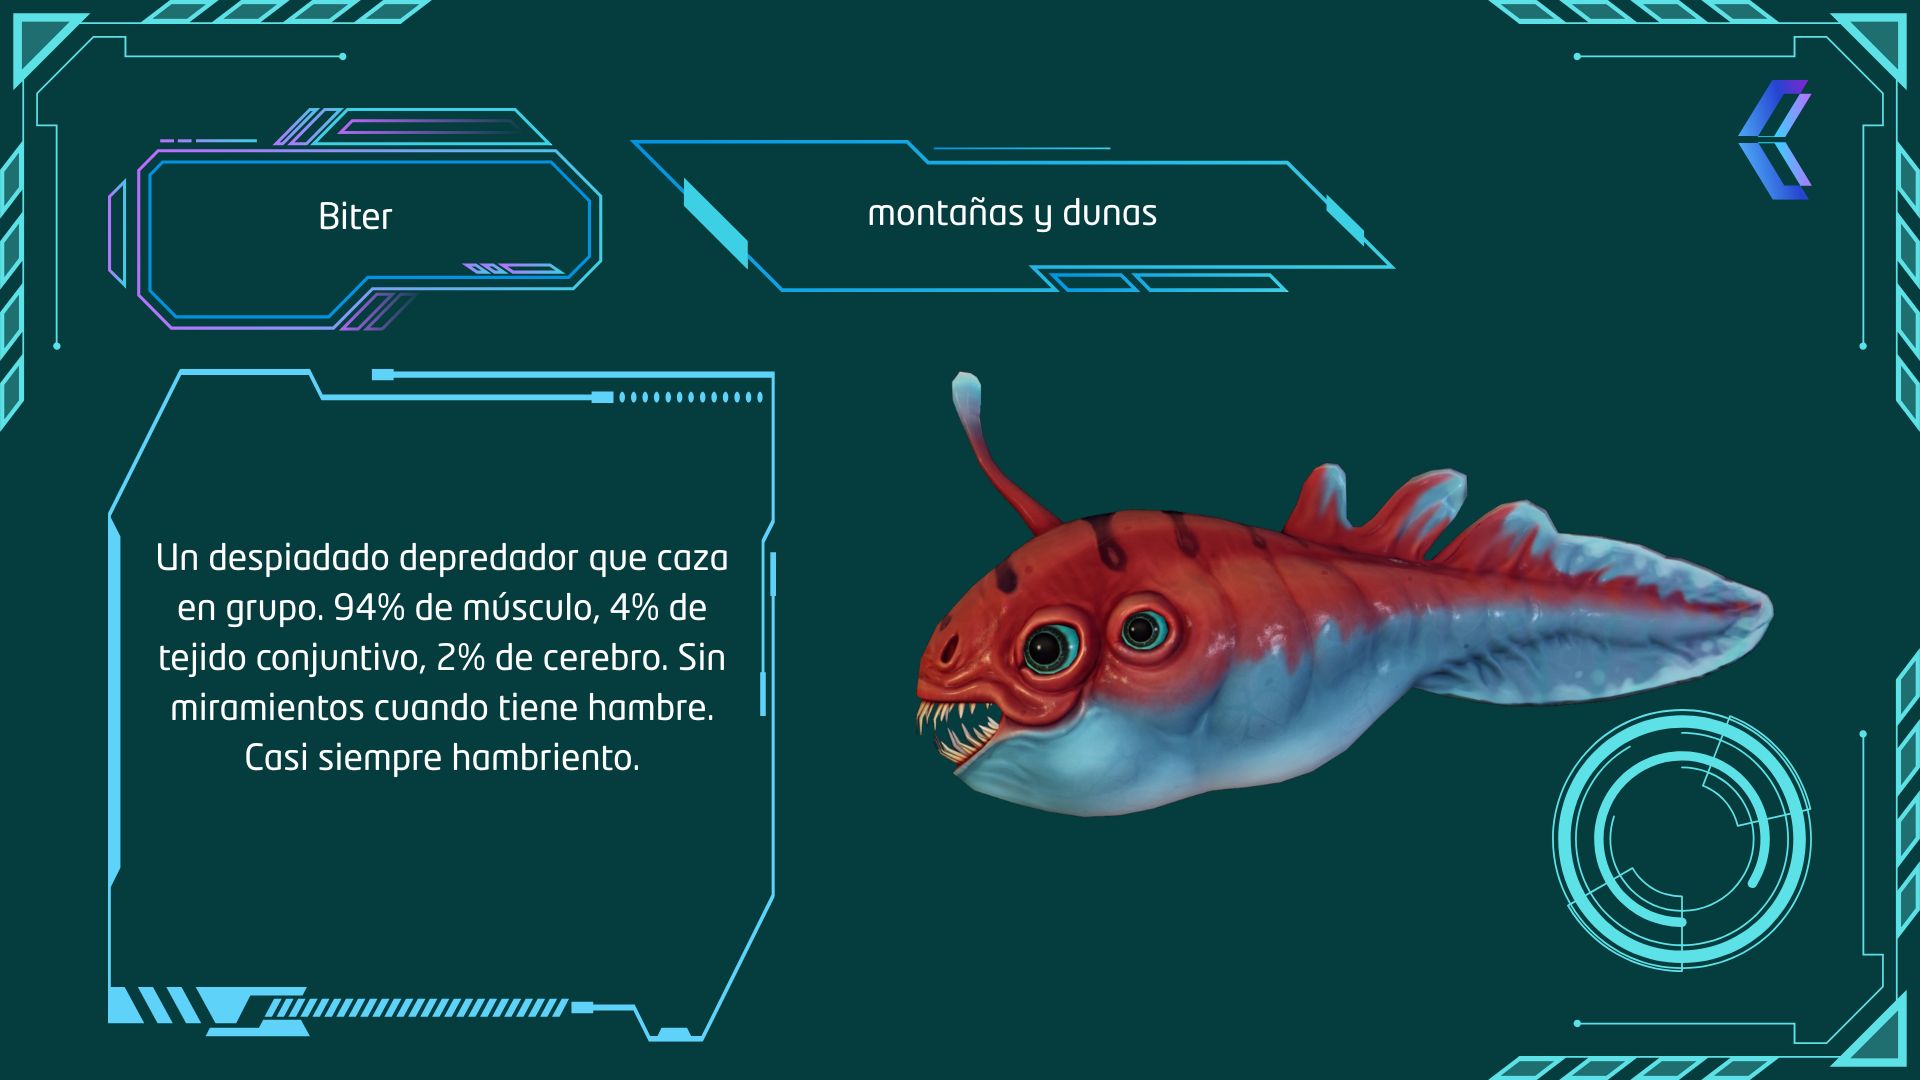 Biter
montañas y dunas
Un despiadado depredador que caza
en grupo. 94% de músculo, 4% de
tejido conjuntivo, 2% de cerebro. Sin
miramientos cuando tiene hambre.
Casi siempre hambriento.